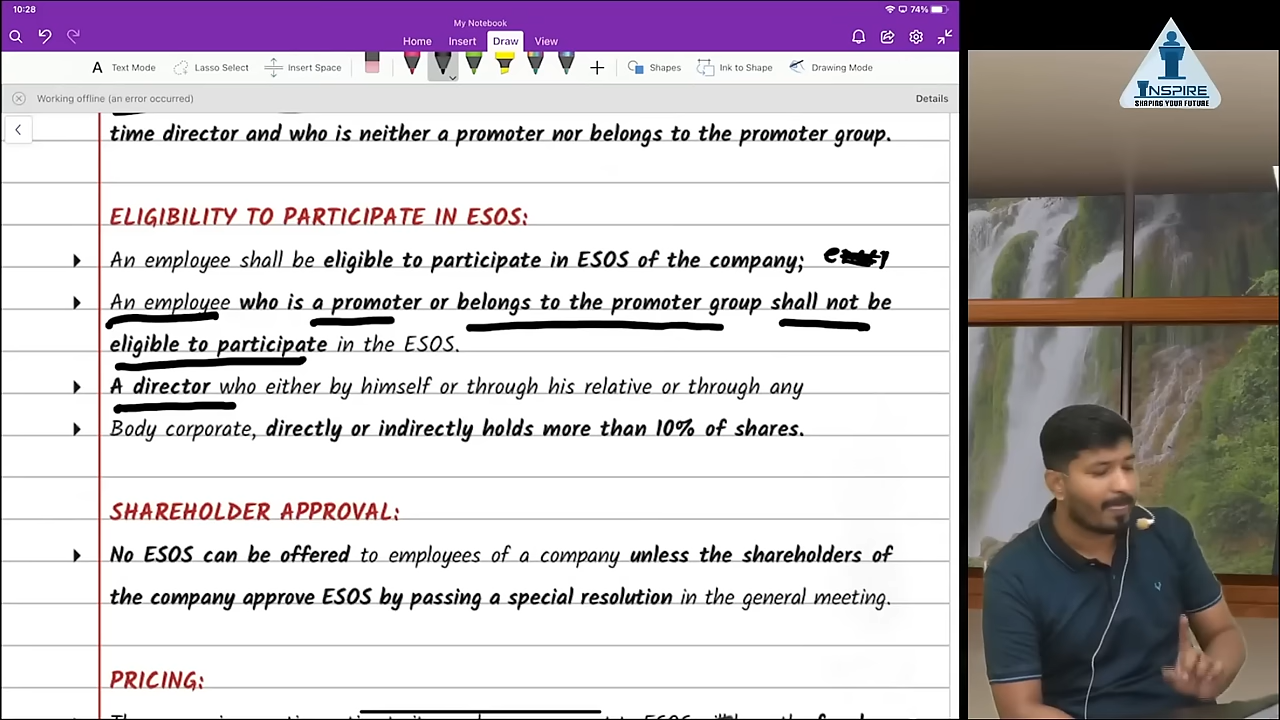 10:28
74%
My Notebook
Home Insert Draw View
A Text Mode Lasso Select Insert Space Shapes Ink to Shape Drawing Mode
Working offline (an error occurred) Details
time director and who is neither a promoter nor belongs to the promoter group.
ELIGIBILITY TO PARTICIPATE IN ESOS:
An employee shall be eligible to participate in ESOS of the company;
An employee who is a promoter or belongs to the promoter group shall not be
eligible to participate in the ESOS.
A director who either by himself or through his relative or through any
Body corporate, directly or indirectly holds more than 10% of shares.
SHAREHOLDER APPROVAL:
No ESOS can be offered to employees of a company unless the shareholders of
the company approve ESOS by passing a special resolution in the general meeting.
PRICING:
INSPIRE
SHAPING YOUR FUTURE